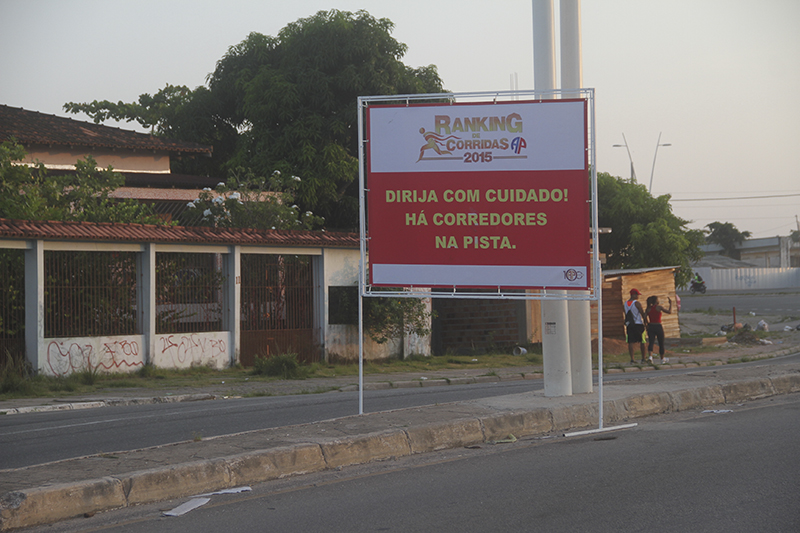 RANKING
DE
CORRIDAS AP
2015
DIRIJA COM CUIDADO!
HÁ CORREDORES
NA PISTA.